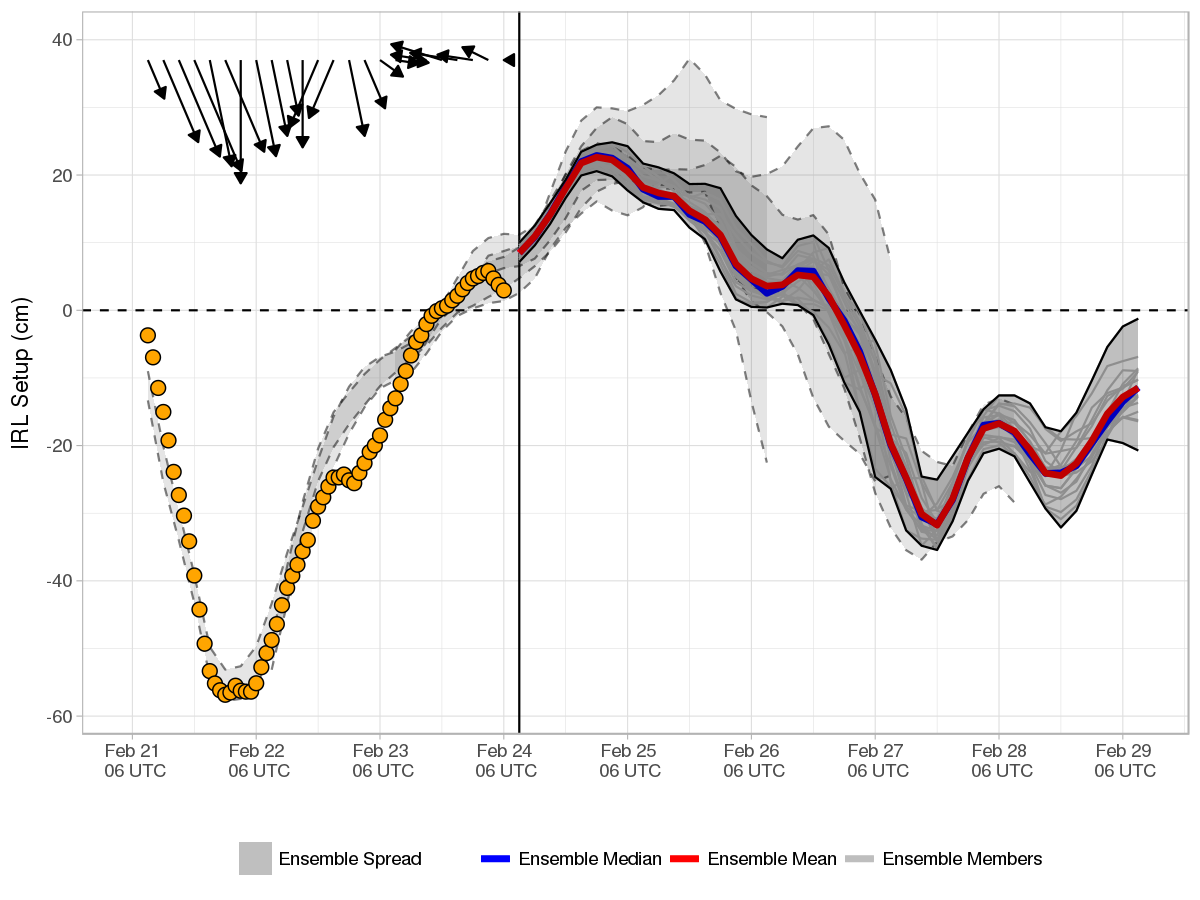 IRL Setup (cm)
40
20
0
-20
-40
-60
Feb 21 Feb 22 Feb 23 Feb 24 Feb 25 Feb 26 Feb 27 Feb 28 Feb 29
06 UTC 06 UTC 06 UTC 06 UTC 06 UTC 06 UTC 06 UTC 06 UTC 06 UTC
Ensemble Spread Ensemble Median Ensemble Mean Ensemble Members